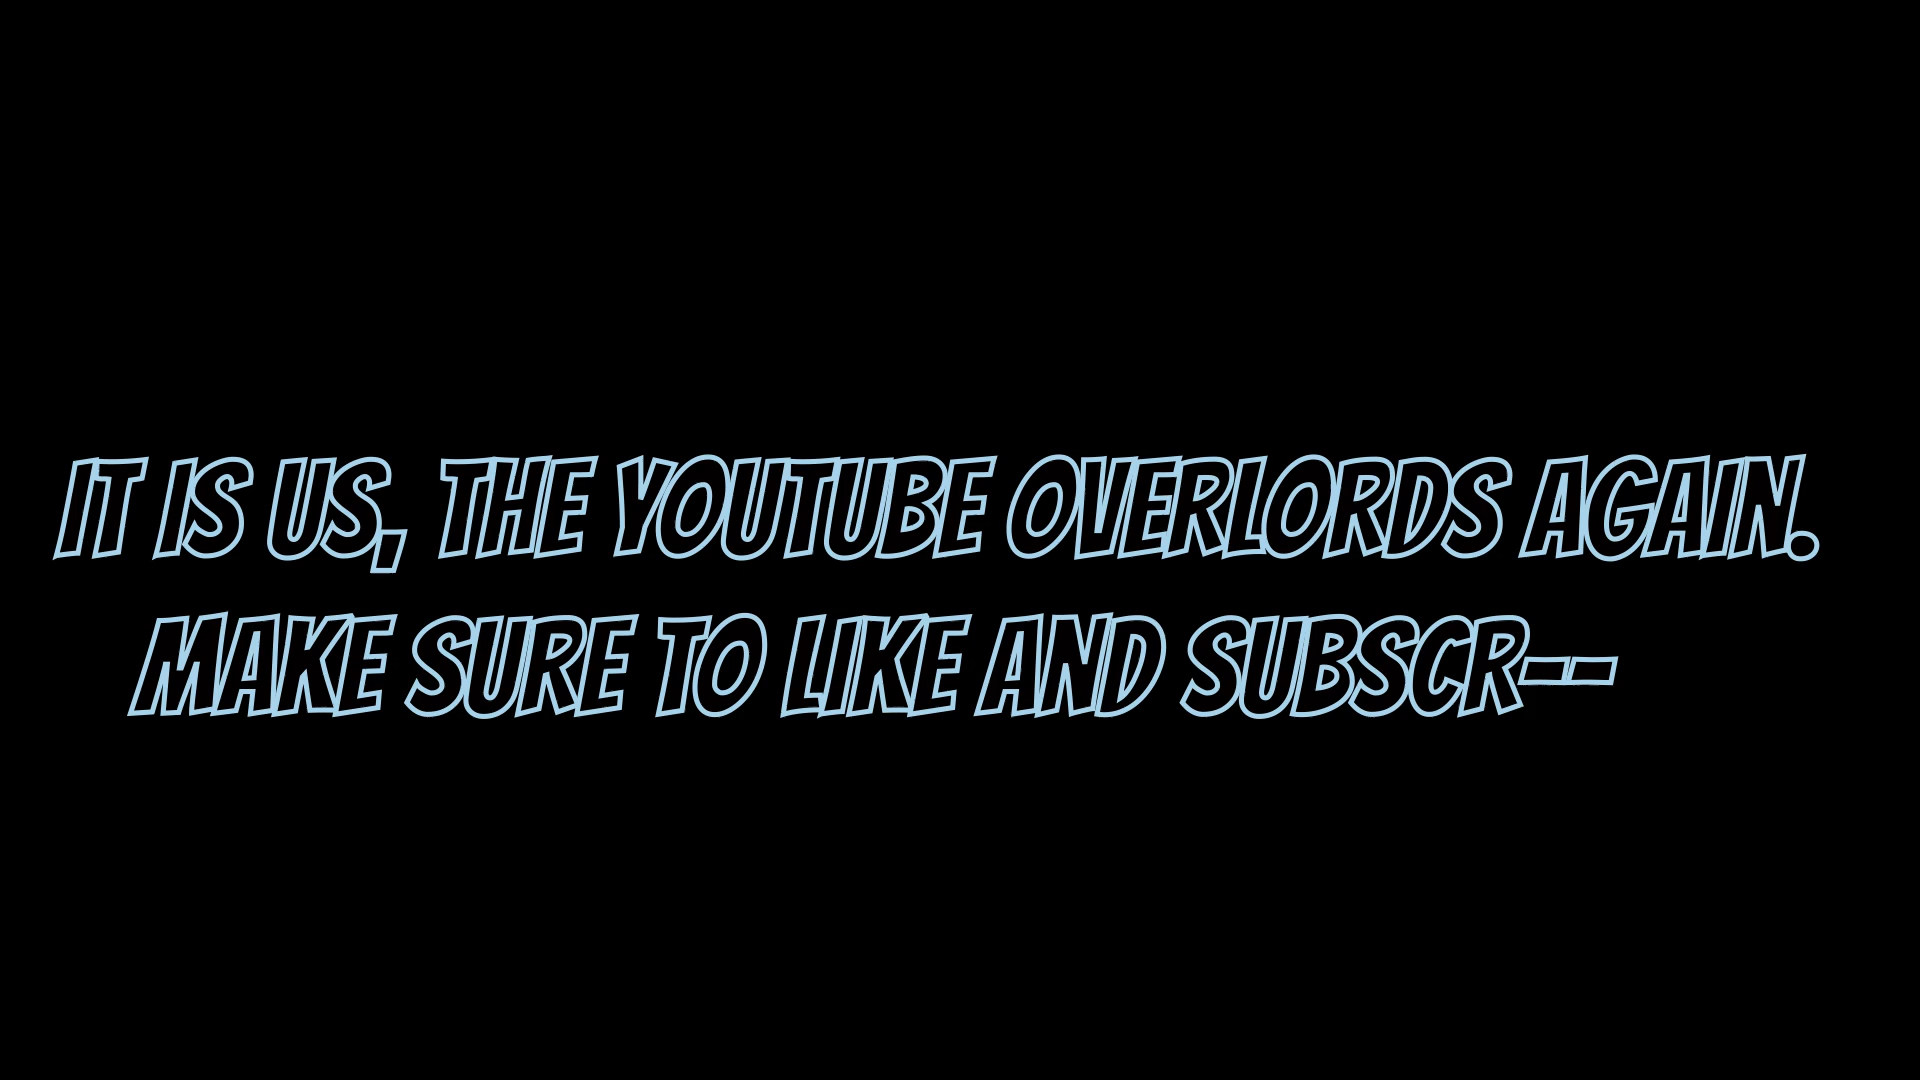 IT IS US, THE YOUTUBE OVERLORDS AGAIN.
MAKE SURE TO LIKE AND SUBSCR--